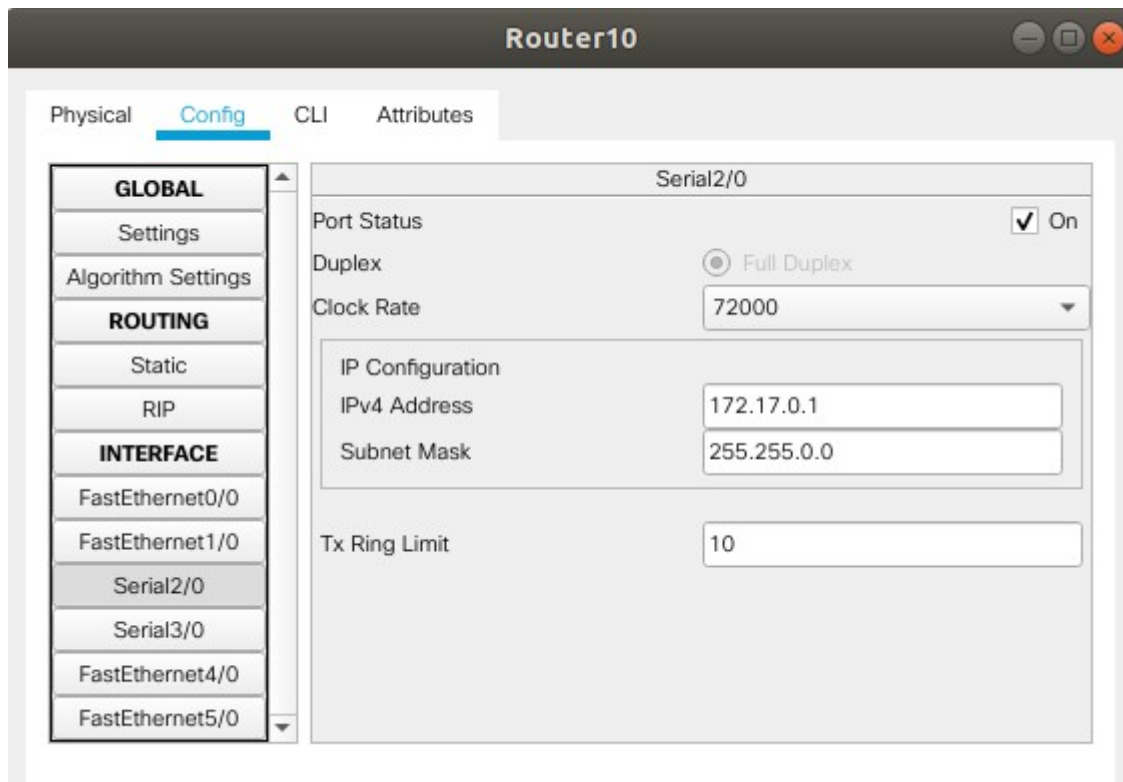 Router10
Physical Config CLI Attributes
GLOBAL
Settings
Algorithm Settings
ROUTING
Static
RIP
INTERFACE
FastEthernet0/0
FastEthernet1/0
Serial2/0
Serial3/0
FastEthernet4/0
FastEthernet5/0
Serial2/0
Port Status On
Duplex Full Duplex
Clock Rate 72000
IP Configuration
IPv4 Address 172.17.0.1
Subnet Mask 255.255.0.0
Tx Ring Limit 10